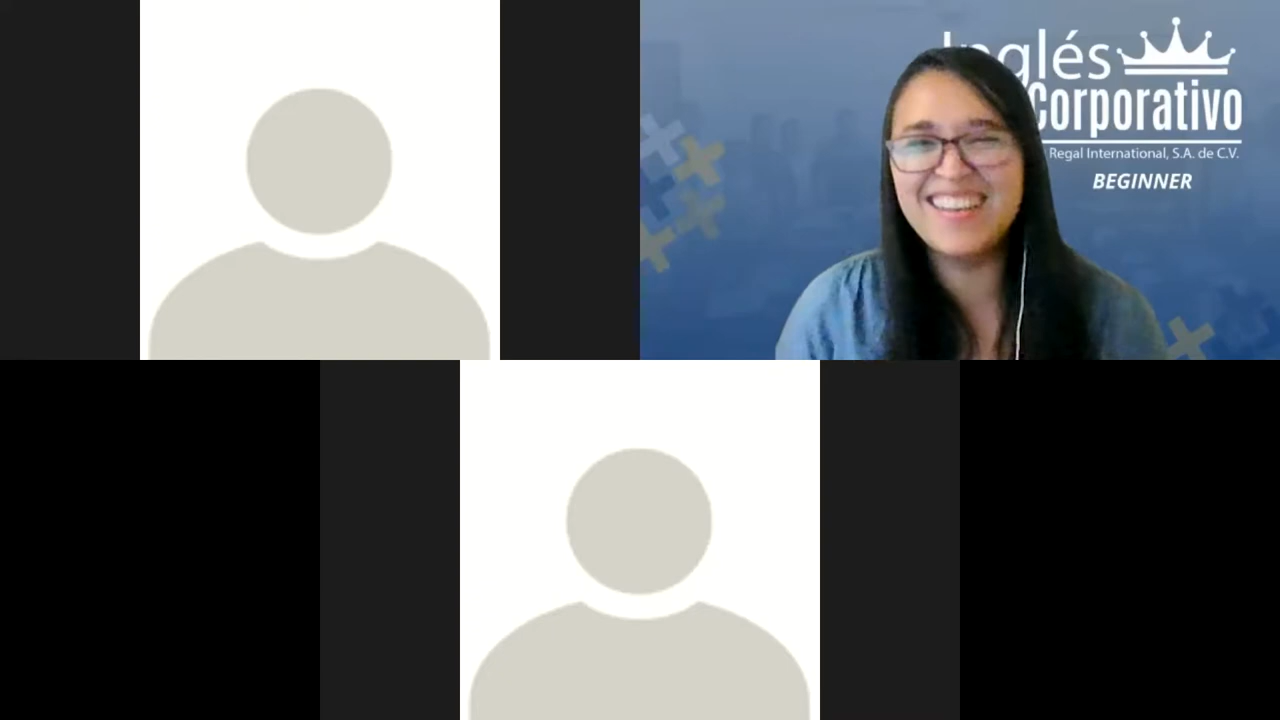 Inglés
Corporativo
Regal International, S.A. de C.V.
BEGINNER